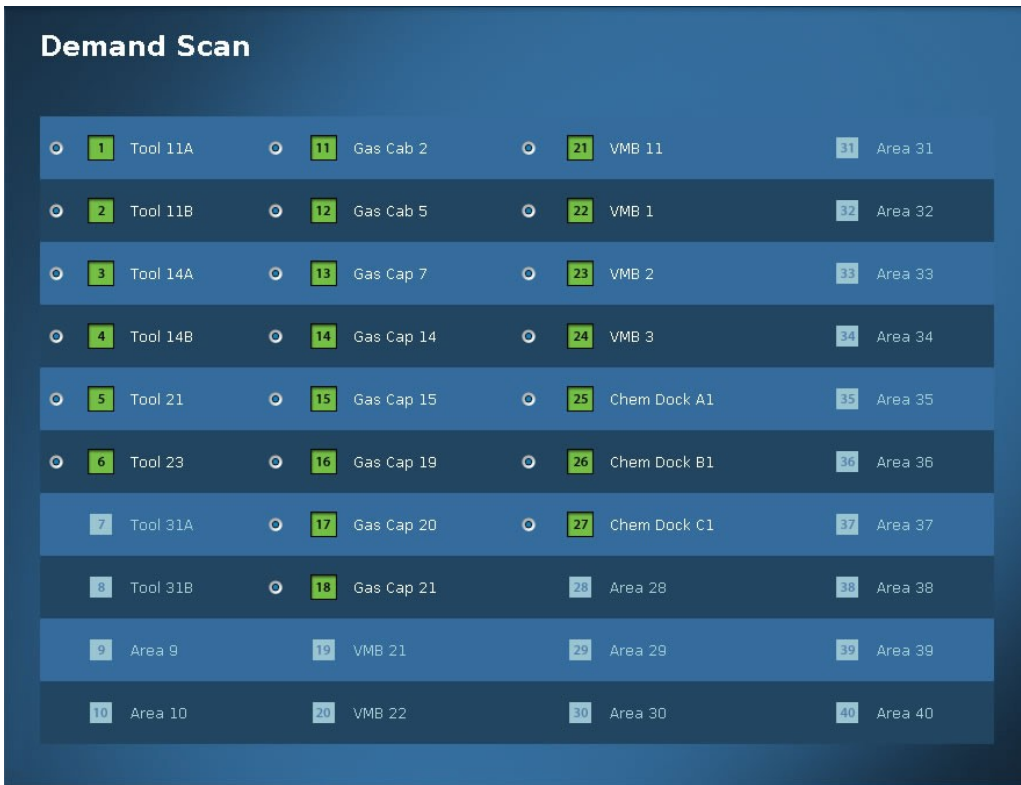 Demand Scan
1 Tool 11A 11 Gas Cab 2 21 VMB 11 31 Area 31
2 Tool 11B 12 Gas Cab 5 22 VMB 1 32 Area 32
3 Tool 14A 13 Gas Cap 7 23 VMB 2 33 Area 33
4 Tool 14B 14 Gas Cap 14 24 VMB 3 34 Area 34
5 Tool 21 15 Gas Cap 15 25 Chem Dock A1 35 Area 35
6 Tool 23 16 Gas Cap 19 26 Chem Dock B1 36 Area 36
7 Tool 31A 17 Gas Cap 20 27 Chem Dock C1 37 Area 37
8 Tool 31B 18 Gas Cap 21 28 Area 28 38 Area 38
9 Area 9 19 VMB 21 29 Area 29 39 Area 39
10 Area 10 20 VMB 22 30 Area 30 40 Area 40